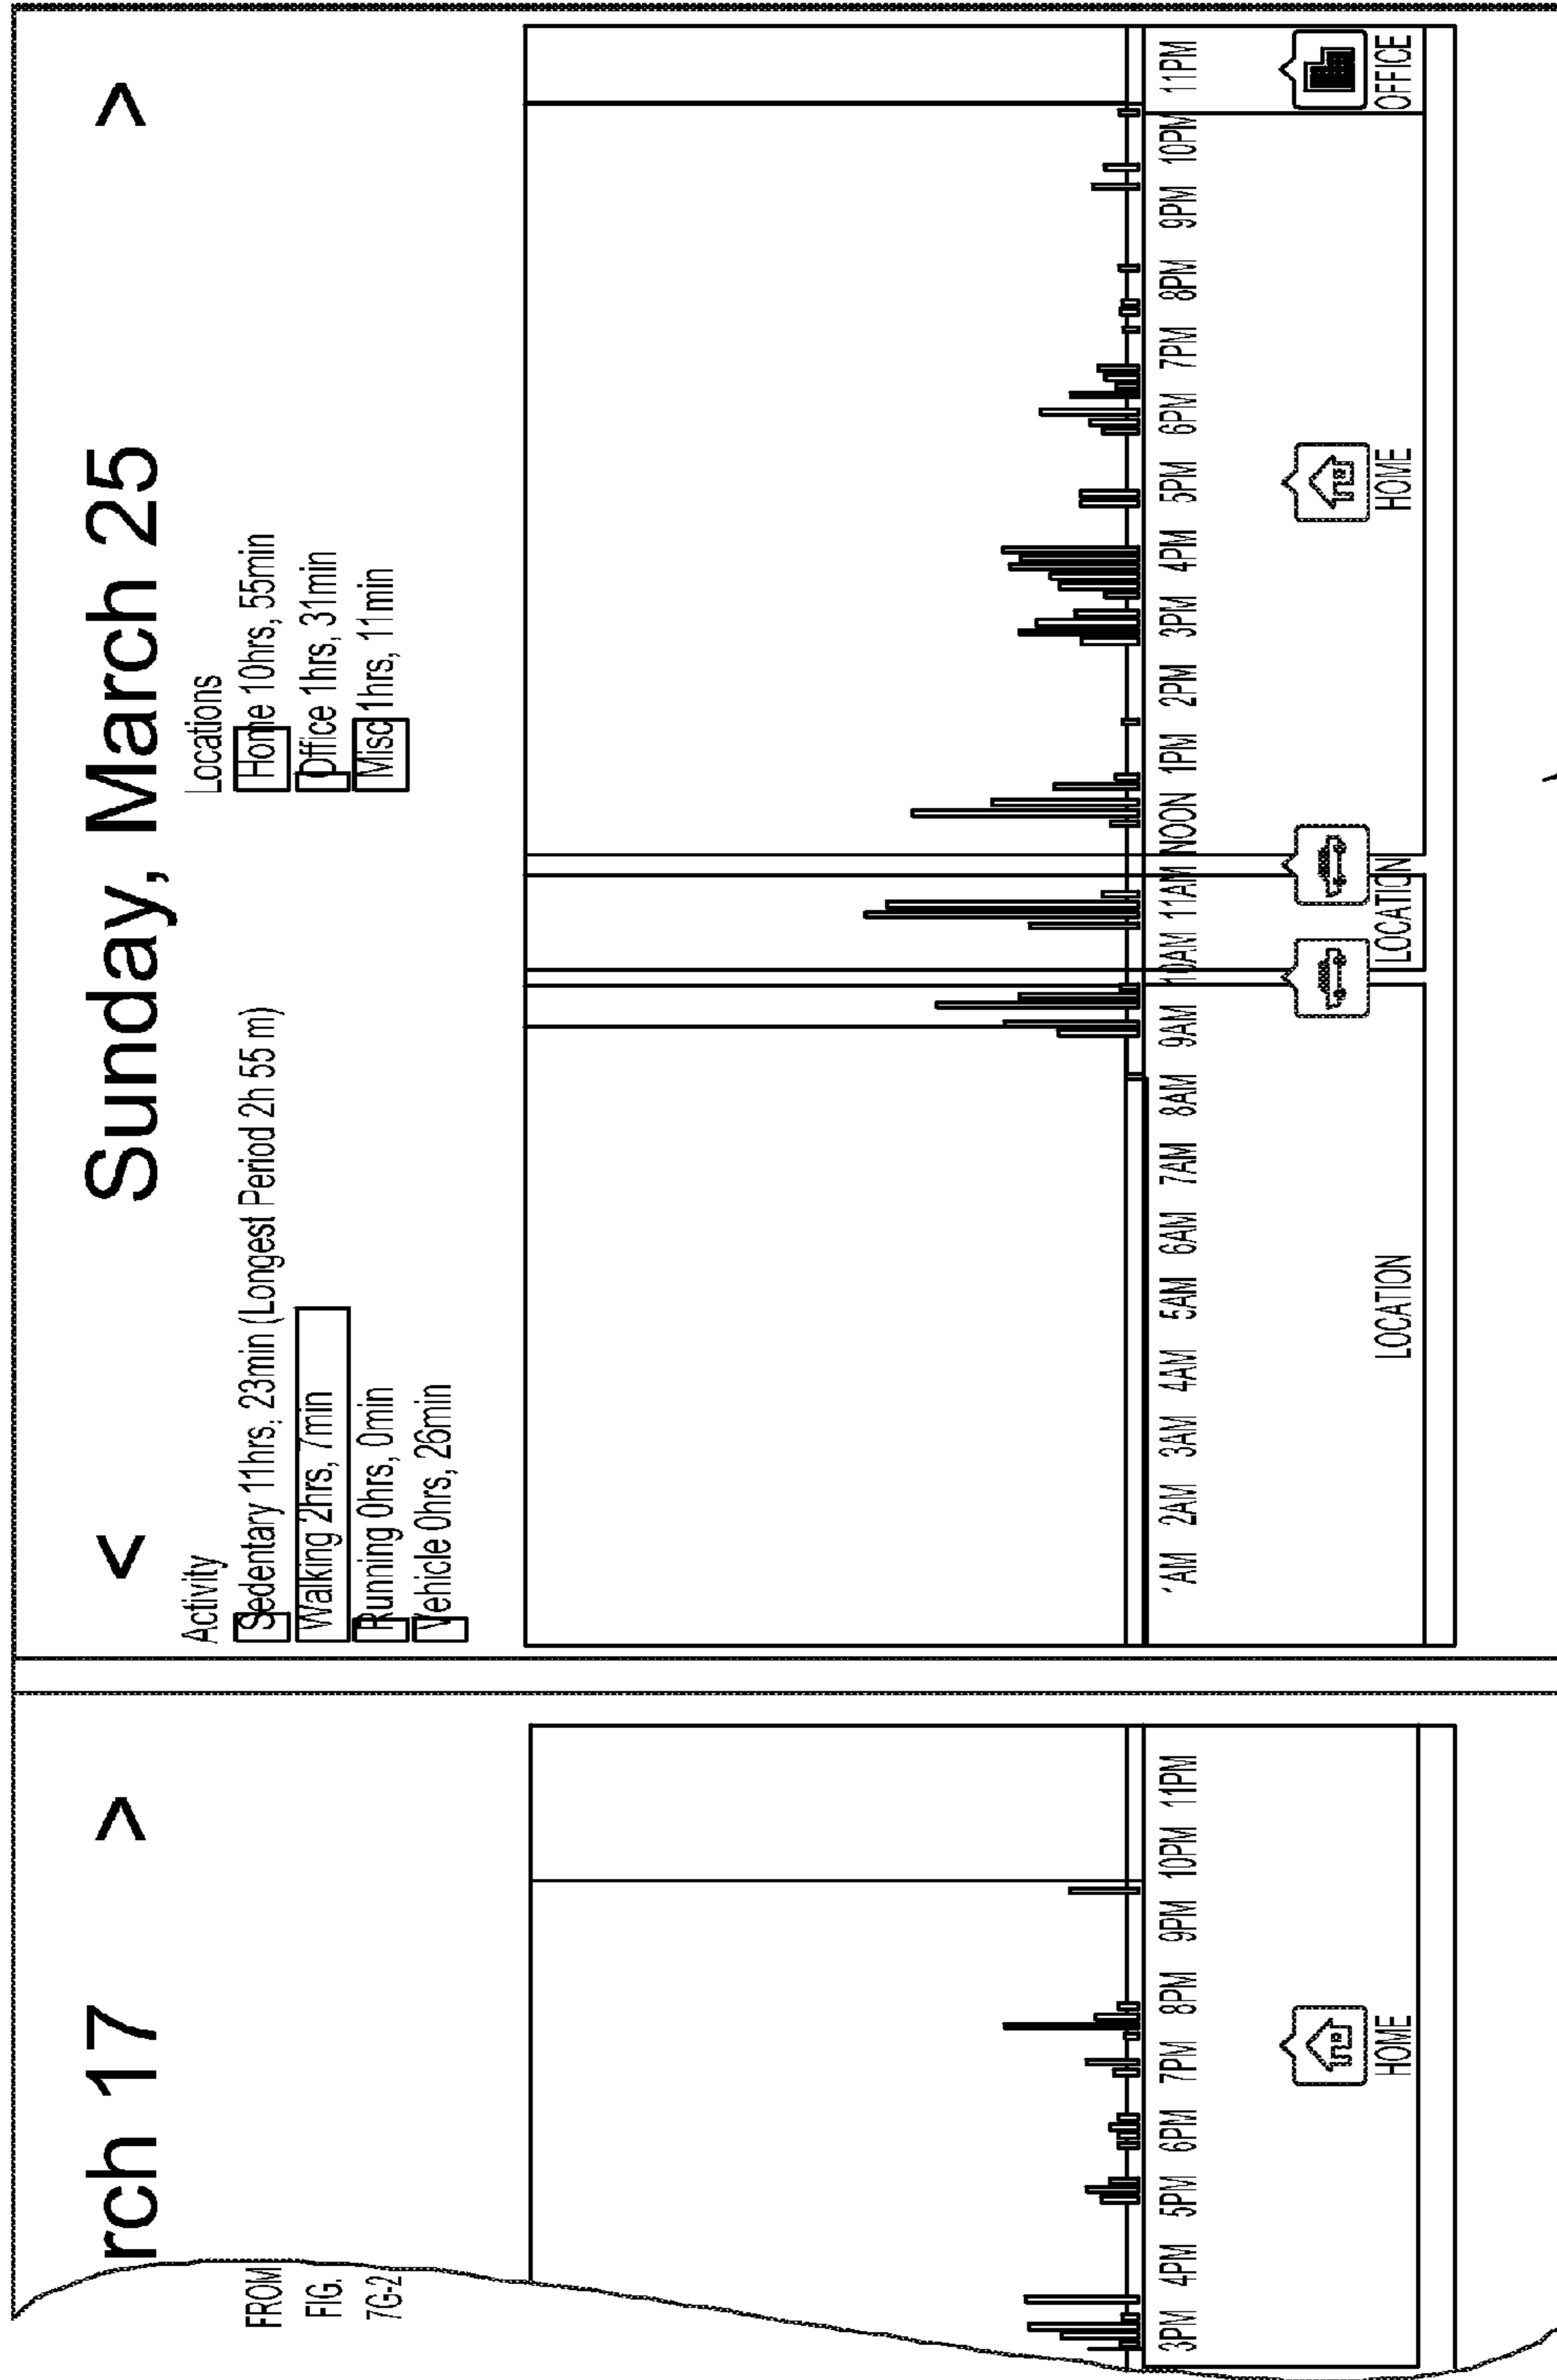 rch 17 >
FROM
FIG.
7G-2
3PM 4PM 5PM 6PM 7PM 8PM 9PM 10PM 11PM
HOME
< Sunday, March 25 >
Activity
Sedentary 11hrs, 23min (Longest Period 2h 55 m)
Walking 2hrs, 7min
Running 0hrs, 0min
Vehicle 0hrs, 26min
Locations
Home 10hrs, 55min
Office 1hrs, 31min
Misc 1hrs, 11min
1AM 2AM 3AM 4AM 5AM 6AM 7AM 8AM 9AM 10AM 11AM NOON 1PM 2PM 3PM 4PM 5PM 6PM 7PM 8PM 9PM 10PM 11PM
LOCATION LOCATION HOME OFFICE